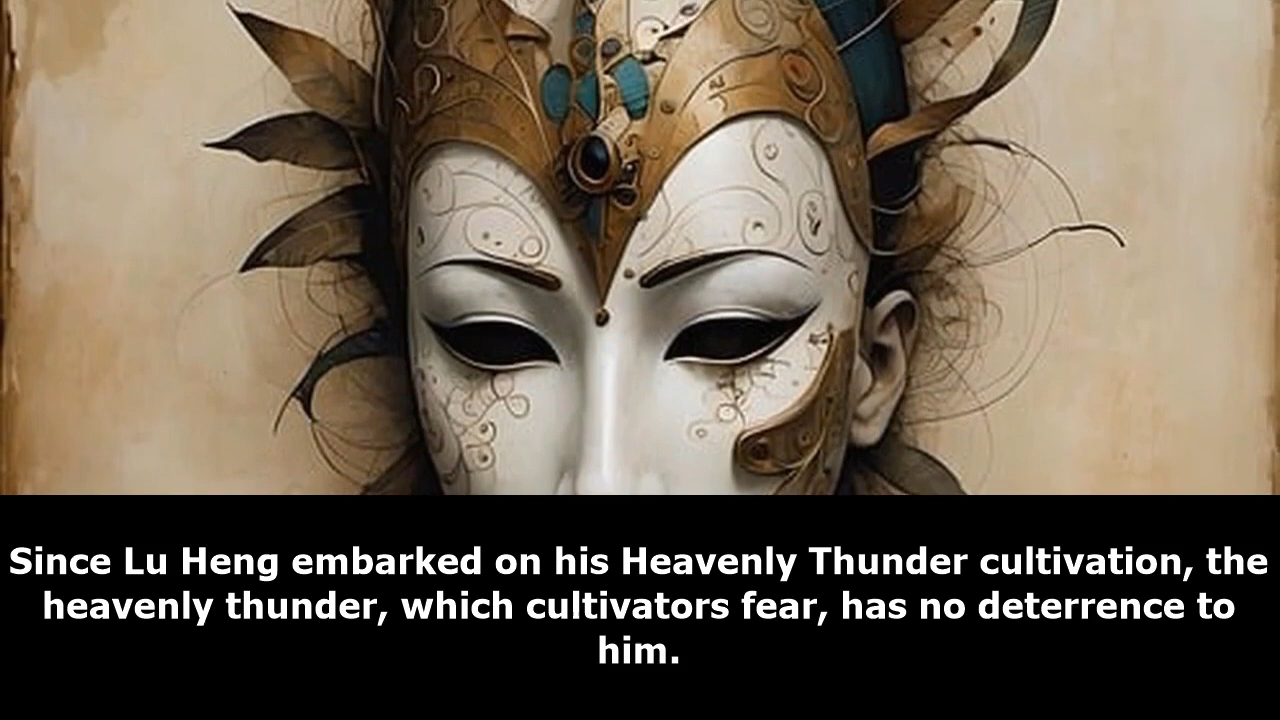 Since Lu Heng embarked on his Heavenly Thunder cultivation, the
heavenly thunder, which cultivators fear, has no deterrence to
him.